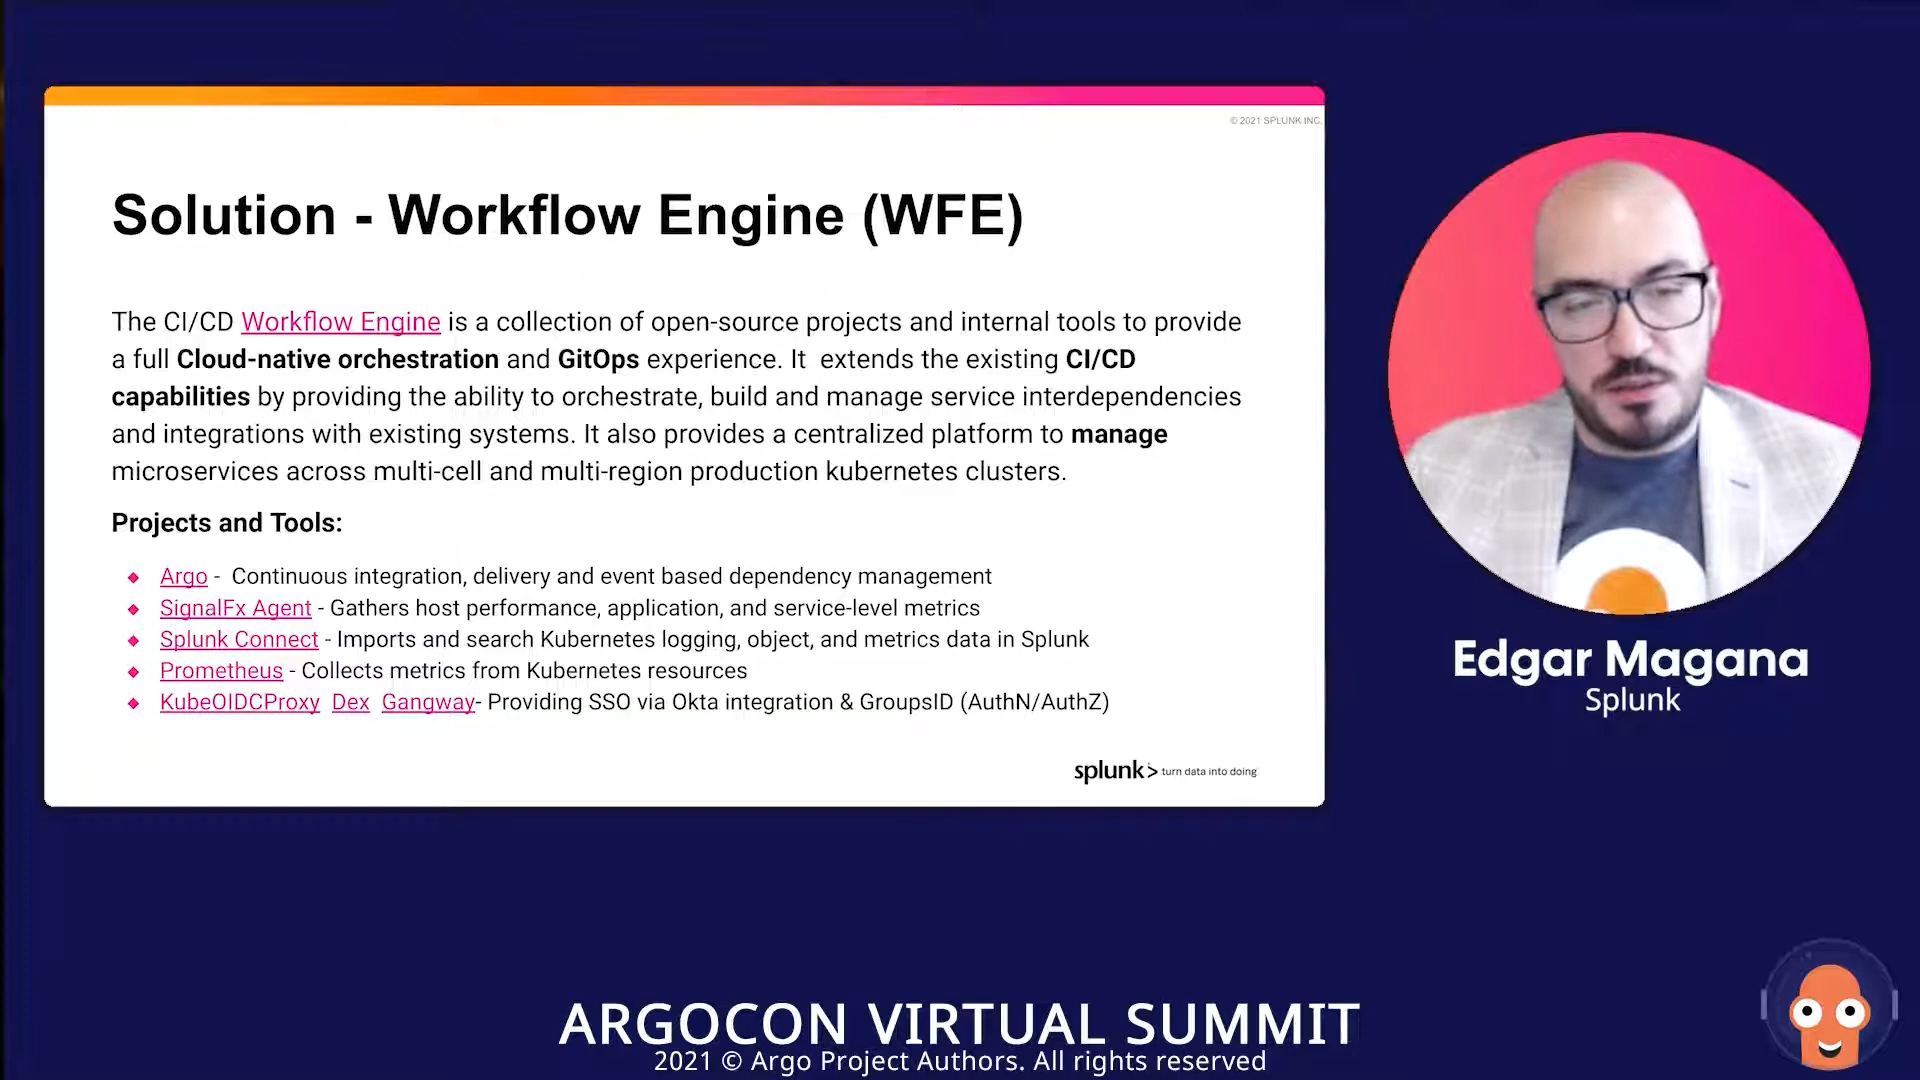 © 2021 SPLUNK INC.
Solution - Workflow Engine (WFE)
The CI/CD Workflow Engine is a collection of open-source projects and internal tools to provide
a full Cloud-native orchestration and GitOps experience. It  extends the existing CI/CD
capabilities by providing the ability to orchestrate, build and manage service interdependencies
and integrations with existing systems. It also provides a centralized platform to manage
microservices across multi-cell and multi-region production kubernetes clusters.
Projects and Tools:
❖ Argo -  Continuous integration, delivery and event based dependency management
❖ SignalFx Agent - Gathers host performance, application, and service-level metrics
❖ Splunk Connect - Imports and search Kubernetes logging, object, and metrics data in Splunk
❖ Prometheus - Collects metrics from Kubernetes resources
❖ KubeOIDCProxy  Dex  Gangway- Providing SSO via Okta integration & GroupsID (AuthN/AuthZ)
splunk> turn data into doing
Edgar Magana
Splunk
ARGOCON VIRTUAL SUMMIT
2021 © Argo Project Authors. All rights reserved